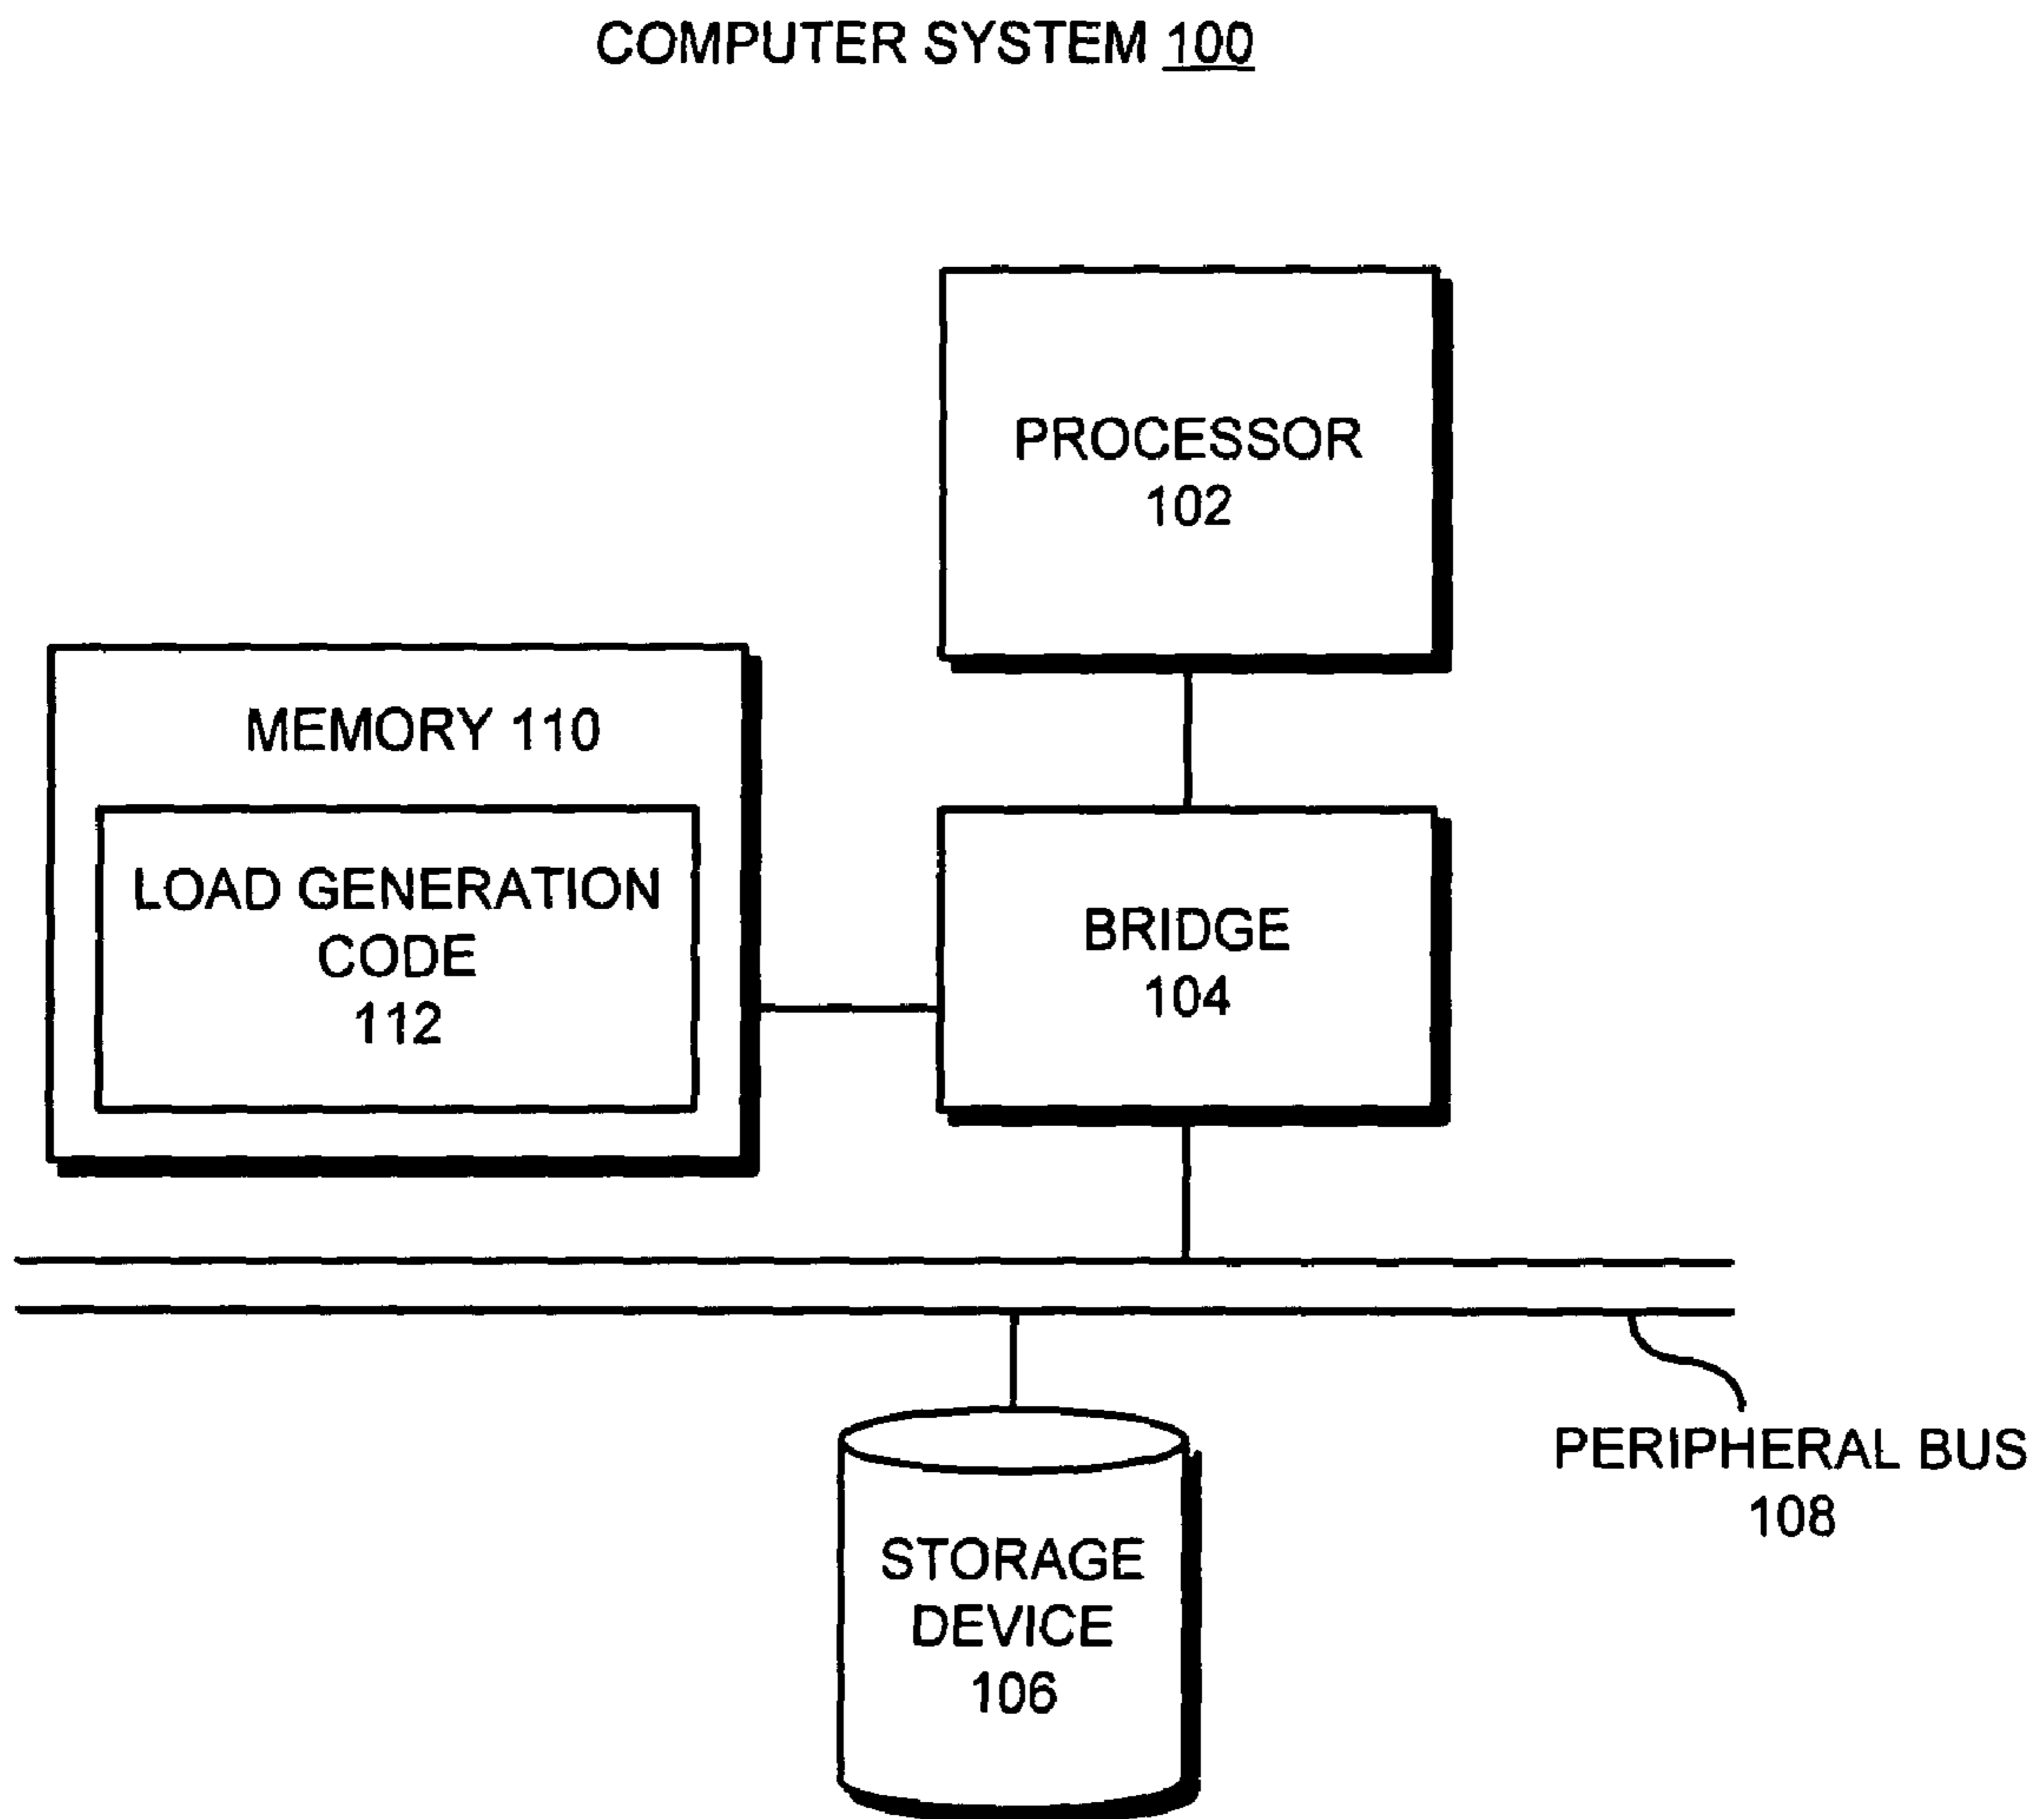 COMPUTER SYSTEM 100
PROCESSOR
102
MEMORY 110
LOAD GENERATION
CODE
112
BRIDGE
104
PERIPHERAL BUS
108
STORAGE
DEVICE
106